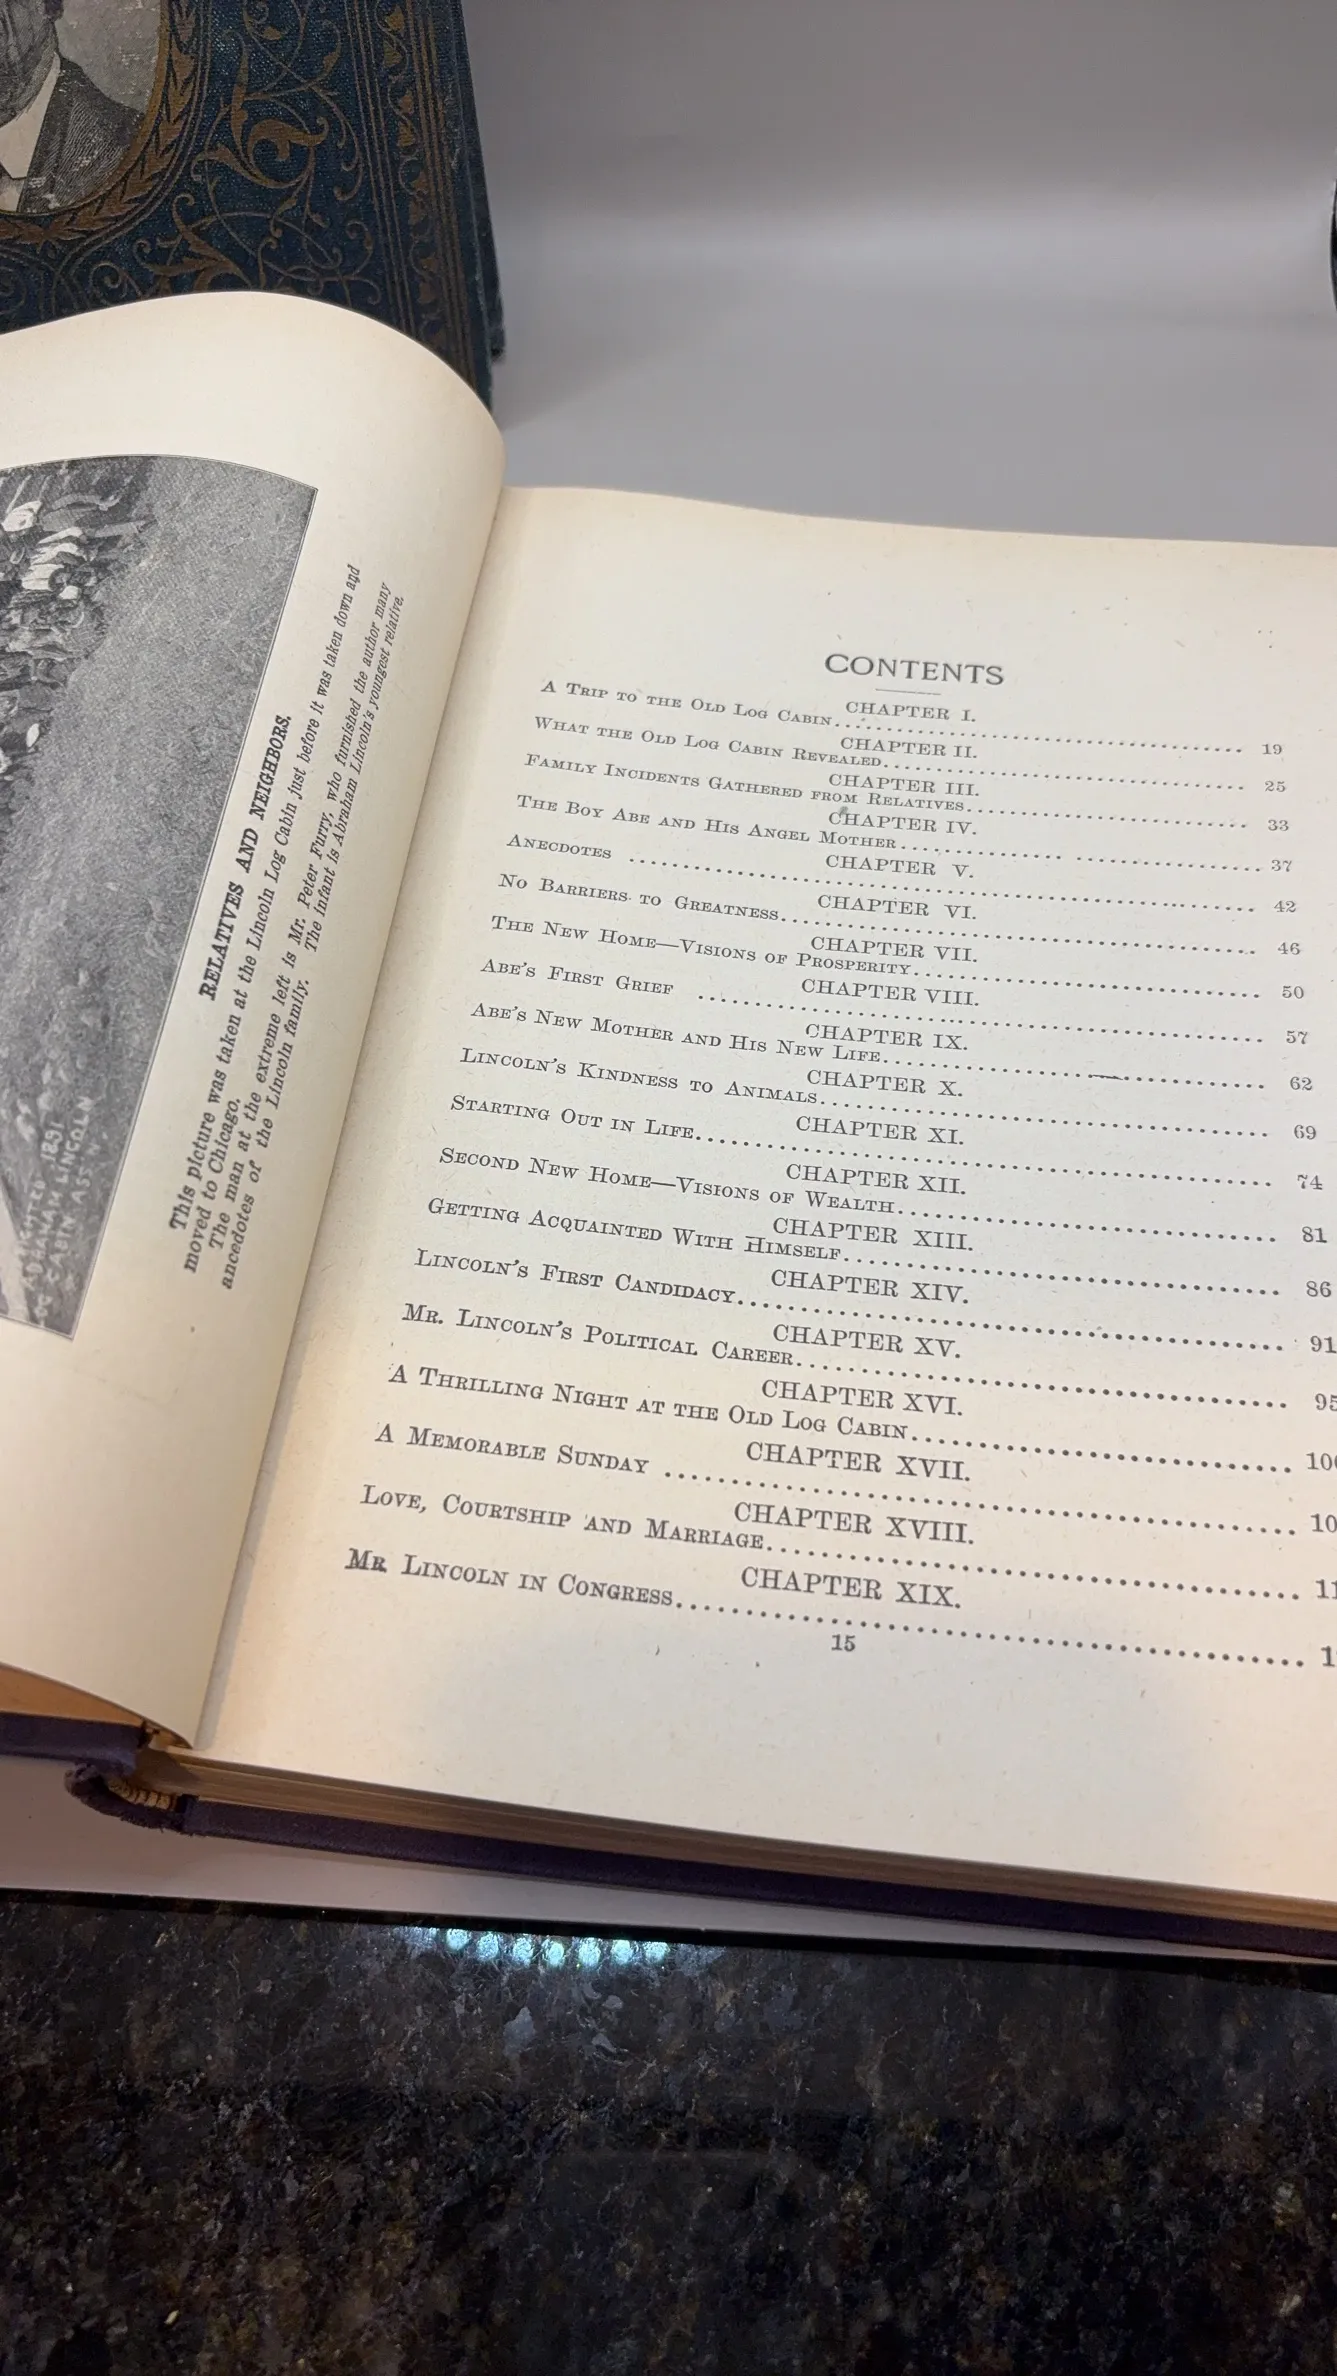 RELATIVES AND NEIGHBORS.
This picture was taken at the Lincoln Log Cabin just before it was taken down and
moved to Chicago.
The man at the extreme left is Mr. Peter Furry, who furnished the author many
ancedotes of the Lincoln family. The infant is Abraham Lincoln's youngest relative.
1891
ABRAHAM LINCOLN
CABIN ASS'N.
CONTENTS
CHAPTER I.
A Trip to the Old Log Cabin 19
CHAPTER II.
What the Old Log Cabin Revealed 25
CHAPTER III.
Family Incidents Gathered from Relatives 33
CHAPTER IV.
The Boy Abe and His Angel Mother 37
CHAPTER V.
Anecdotes 42
CHAPTER VI.
No Barriers to Greatness 46
CHAPTER VII.
The New Home—Visions of Prosperity 50
CHAPTER VIII.
Abe's First Grief 57
CHAPTER IX.
Abe's New Mother and His New Life 62
CHAPTER X.
Lincoln's Kindness to Animals 69
CHAPTER XI.
Starting Out in Life 74
CHAPTER XII.
Second New Home—Visions of Wealth 81
CHAPTER XIII.
Getting Acquainted With Himself 86
CHAPTER XIV.
Lincoln's First Candidacy 91
CHAPTER XV.
Mr. Lincoln's Political Career 95
CHAPTER XVI.
A Thrilling Night at the Old Log Cabin
CHAPTER XVII.
A Memorable Sunday
CHAPTER XVIII.
Love, Courtship and Marriage
CHAPTER XIX.
Mr. Lincoln in Congress
15